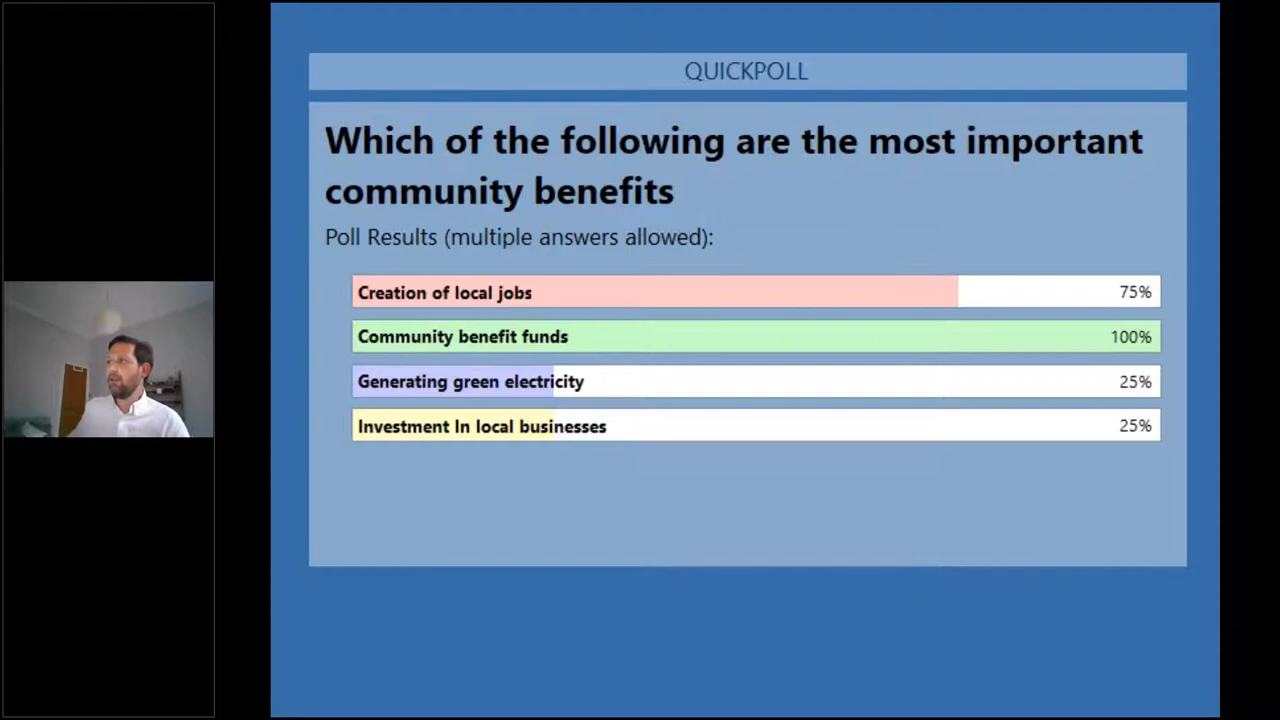 QUICKPOLL
Which of the following are the most important
community benefits
Poll Results (multiple answers allowed):
Creation of local jobs 75%
Community benefit funds 100%
Generating green electricity 25%
Investment In local businesses 25%